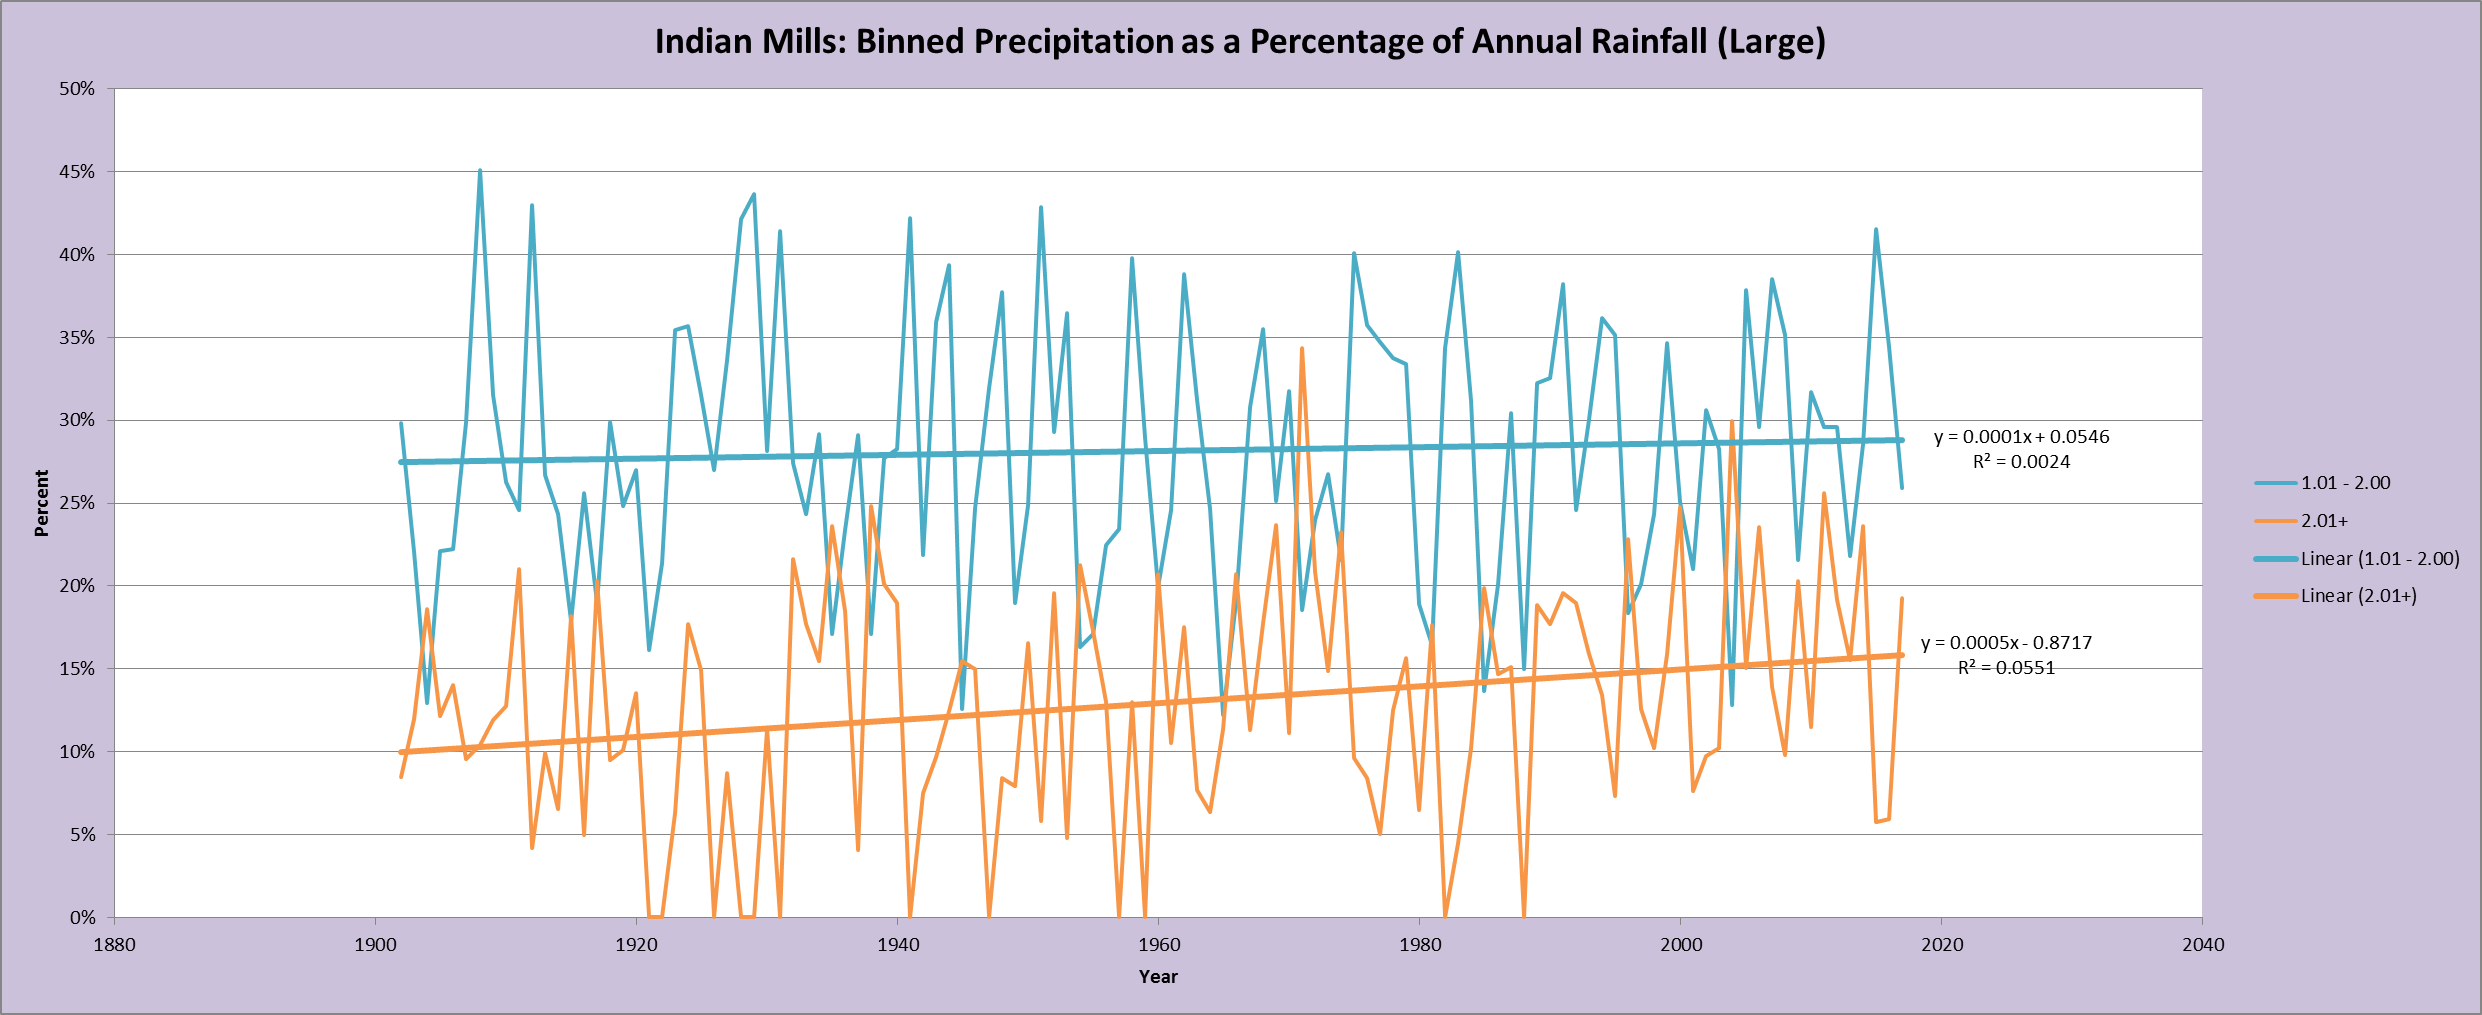 Indian Mills: Binned Precipitation as a Percentage of Annual Rainfall (Large)
50%
45%
40%
35%
30%
25%
20%
15%
10%
5%
0%
Percent
1880
1900
1920
1940
1960
1980
2000
2020
2040
Year
y = 0.0001x + 0.0546
R² = 0.0024
y = 0.0005x - 0.8717
R² = 0.0551
1.01 - 2.00
2.01+
Linear (1.01 - 2.00)
Linear (2.01+)